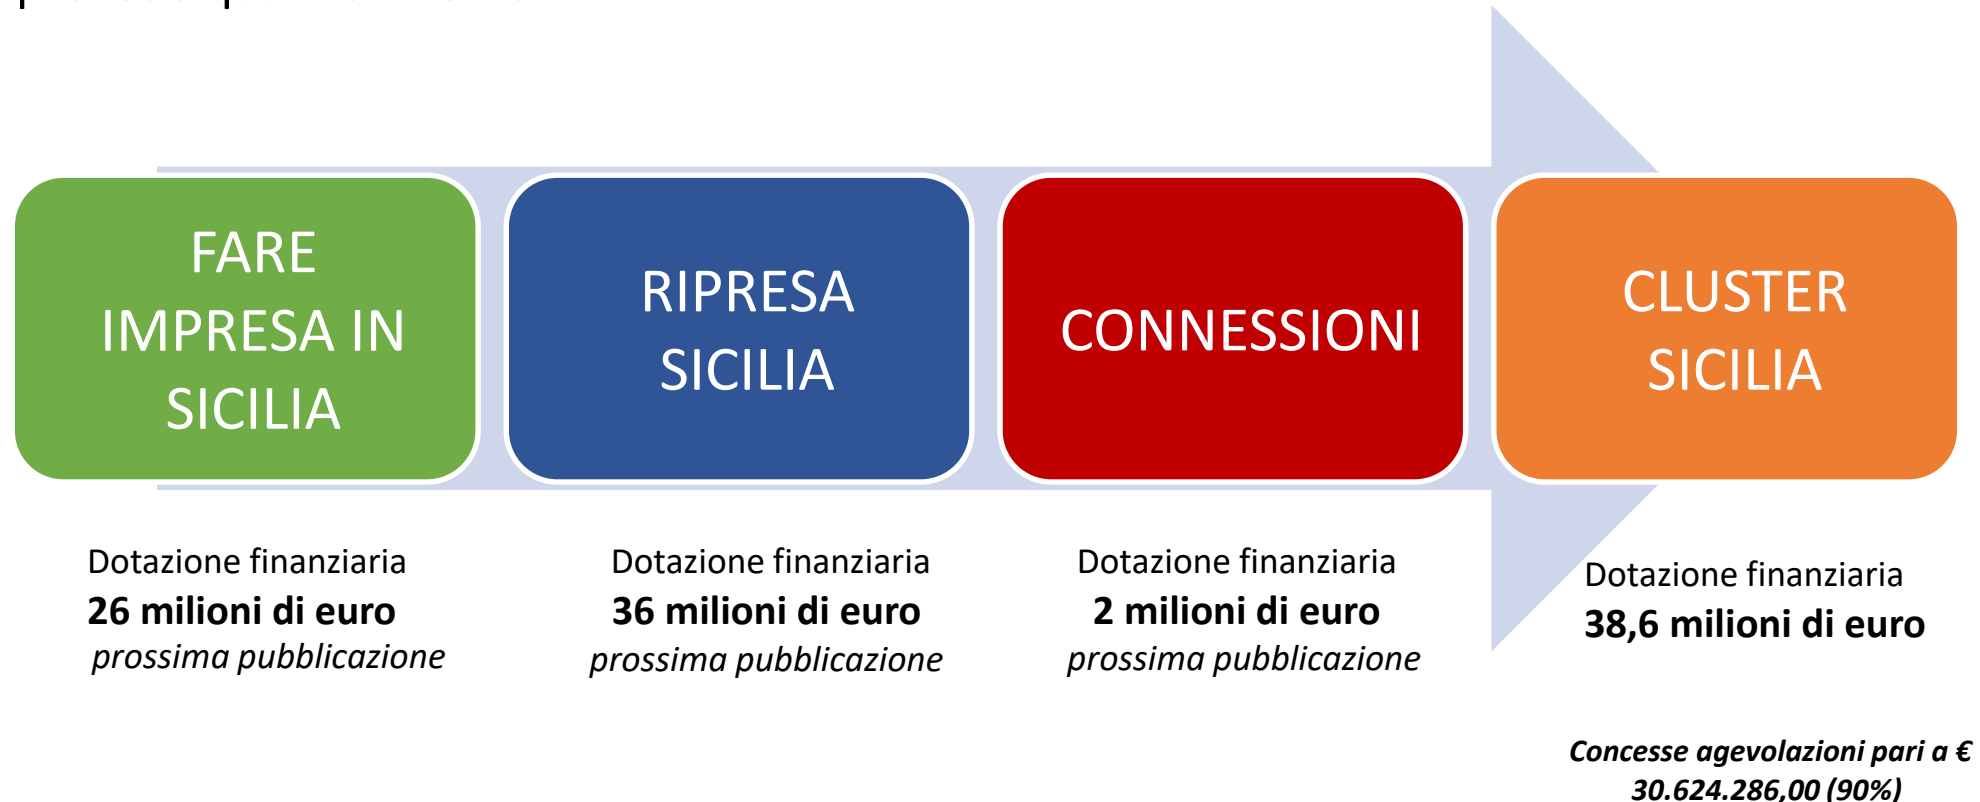 FARE
IMPRESA IN
SICILIA
RIPRESA
SICILIA
CONNESSIONI
CLUSTER
SICILIA
Dotazione finanziaria
26 milioni di euro
prossima pubblicazione
Dotazione finanziaria
36 milioni di euro
prossima pubblicazione
Dotazione finanziaria
2 milioni di euro
prossima pubblicazione
Dotazione finanziaria
38,6 milioni di euro
Concesse agevolazioni pari a €
30.624.286,00 (90%)